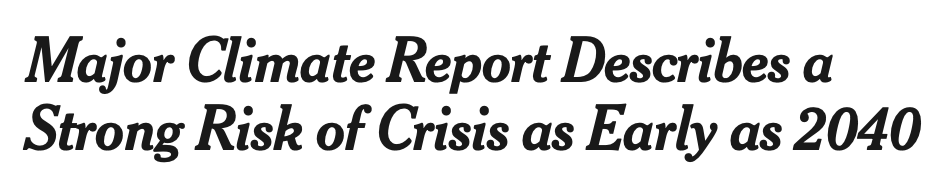 Major Climate Report Describes a
Strong Risk of Crisis as Early as 2040